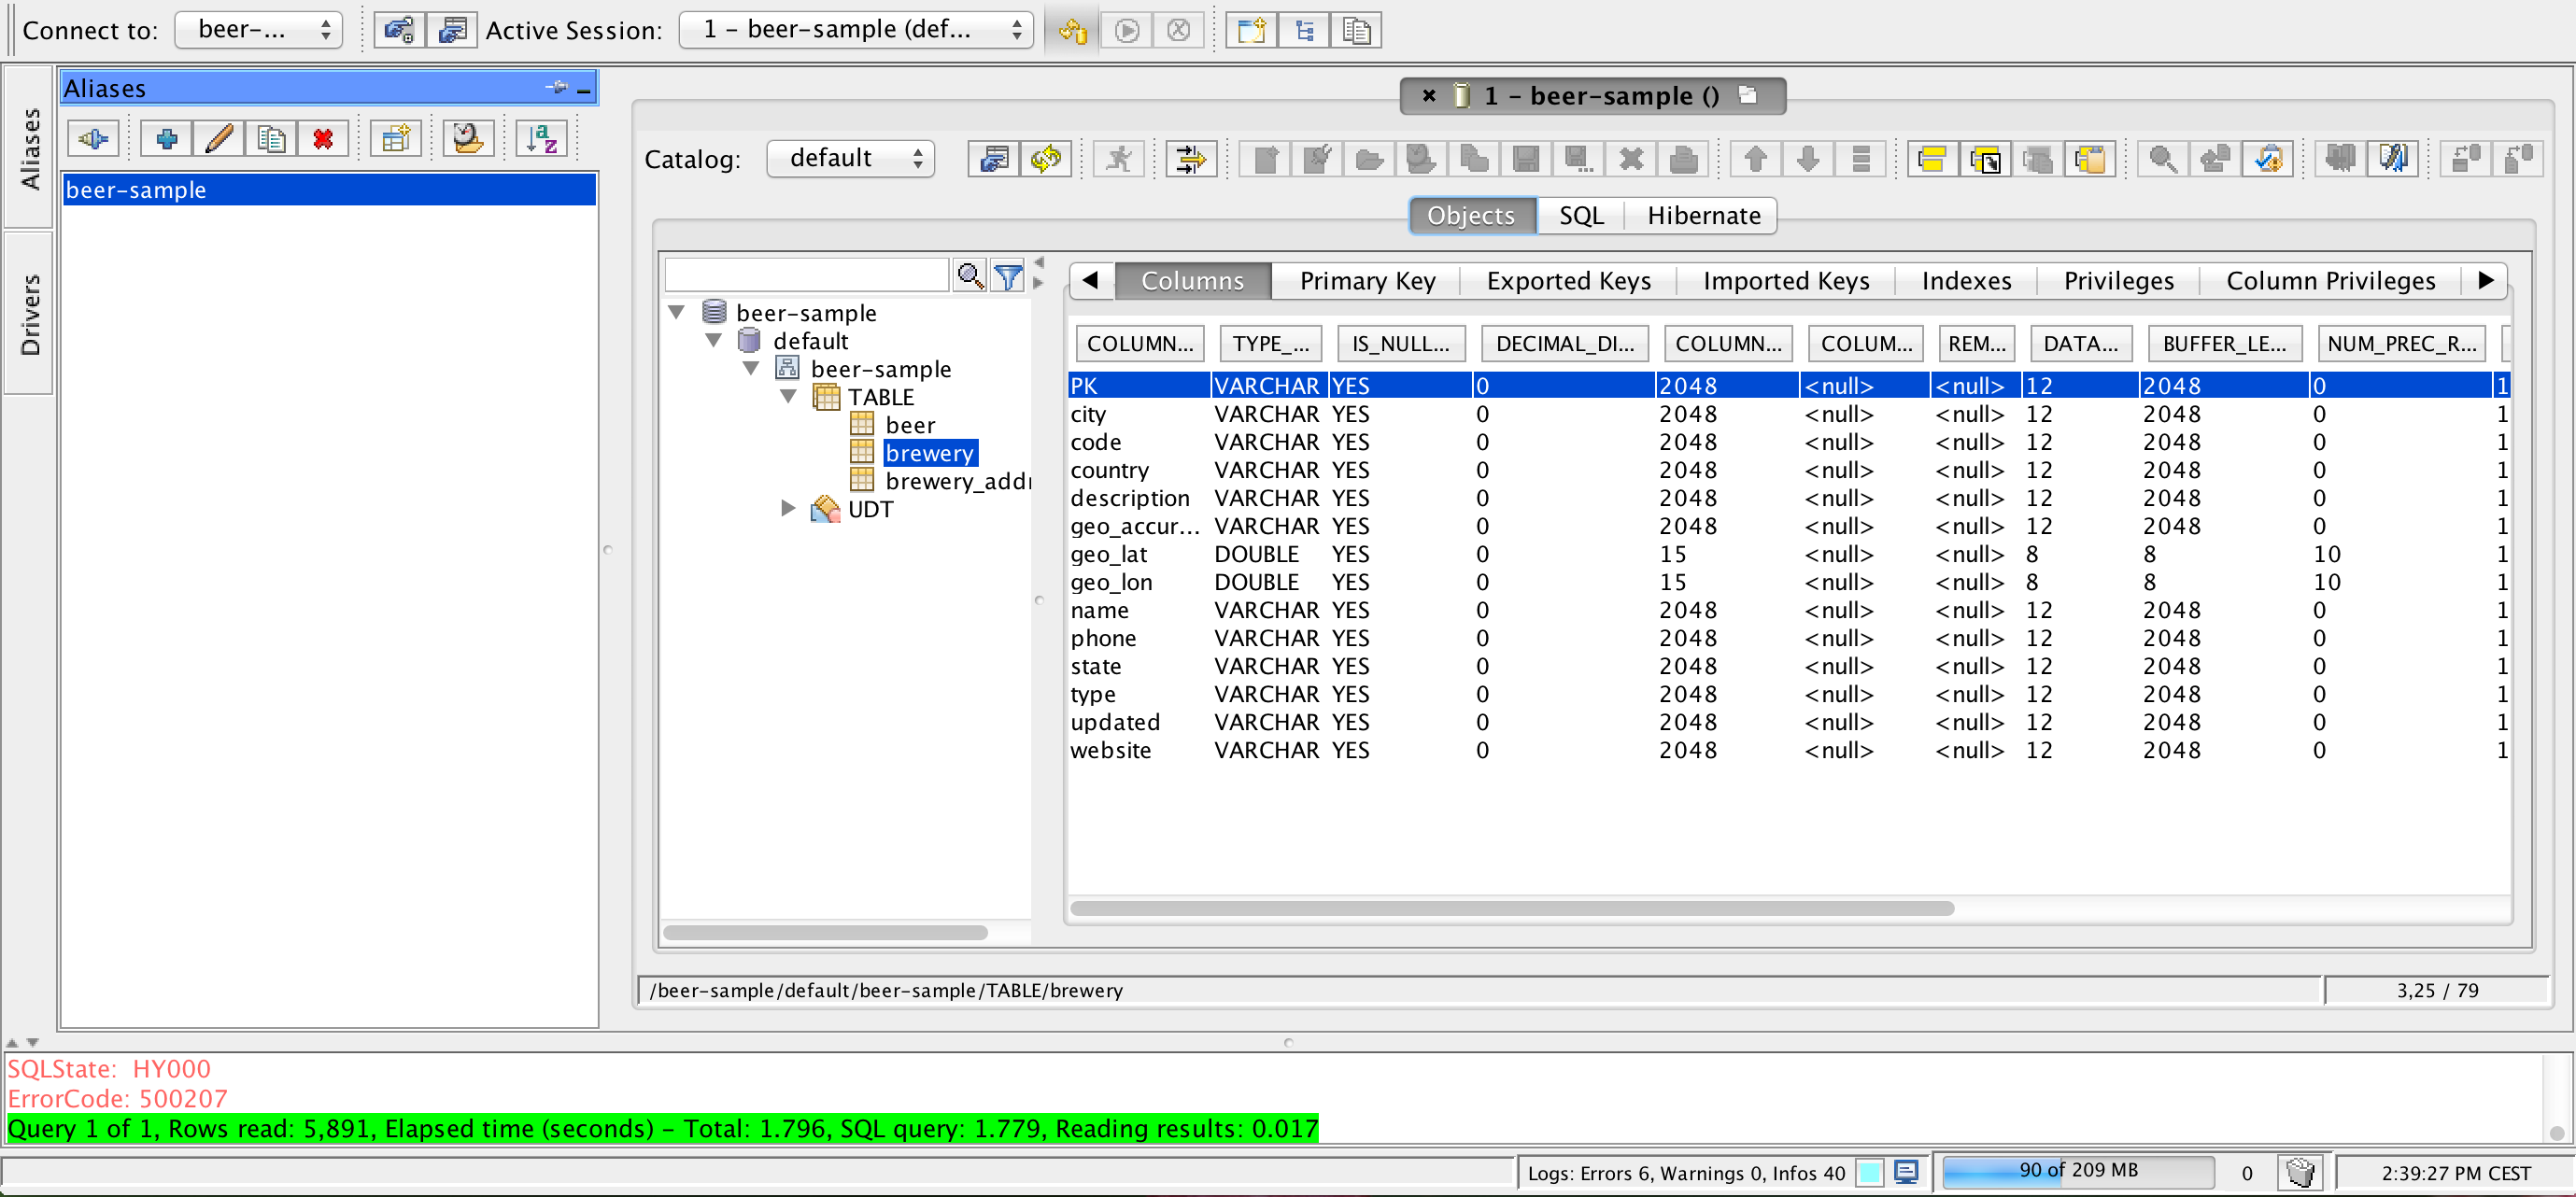 Connect to: beer-... Active Session: 1 – beer-sample (def...
Aliases
Drivers
Aliases
beer-sample
1 – beer-sample ()
Catalog: default
Objects SQL Hibernate
beer-sample
default
beer-sample
TABLE
beer
brewery
brewery_addr
UDT
Columns Primary Key Exported Keys Imported Keys Indexes Privileges Column Privileges
COLUMN... TYPE_... IS_NULL... DECIMAL_DI... COLUMN... COLUM... REM... DATA... BUFFER_LE... NUM_PREC_R...
PK VARCHAR YES 0 2048 <null> <null> 12 2048 0 1
city VARCHAR YES 0 2048 <null> <null> 12 2048 0 1
code VARCHAR YES 0 2048 <null> <null> 12 2048 0 1
country VARCHAR YES 0 2048 <null> <null> 12 2048 0 1
description VARCHAR YES 0 2048 <null> <null> 12 2048 0 1
geo_accur... VARCHAR YES 0 2048 <null> <null> 12 2048 0 1
geo_lat DOUBLE YES 0 15 <null> <null> 8 8 10 1
geo_lon DOUBLE YES 0 15 <null> <null> 8 8 10 1
name VARCHAR YES 0 2048 <null> <null> 12 2048 0 1
phone VARCHAR YES 0 2048 <null> <null> 12 2048 0 1
state VARCHAR YES 0 2048 <null> <null> 12 2048 0 1
type VARCHAR YES 0 2048 <null> <null> 12 2048 0 1
updated VARCHAR YES 0 2048 <null> <null> 12 2048 0 1
website VARCHAR YES 0 2048 <null> <null> 12 2048 0 1
/beer-sample/default/beer-sample/TABLE/brewery 3,25 / 79
SQLState: HY000
ErrorCode: 500207
Query 1 of 1, Rows read: 5,891, Elapsed time (seconds) – Total: 1.796, SQL query: 1.779, Reading results: 0.017
Logs: Errors 6, Warnings 0, Infos 40 90 of 209 MB 0 2:39:27 PM CEST